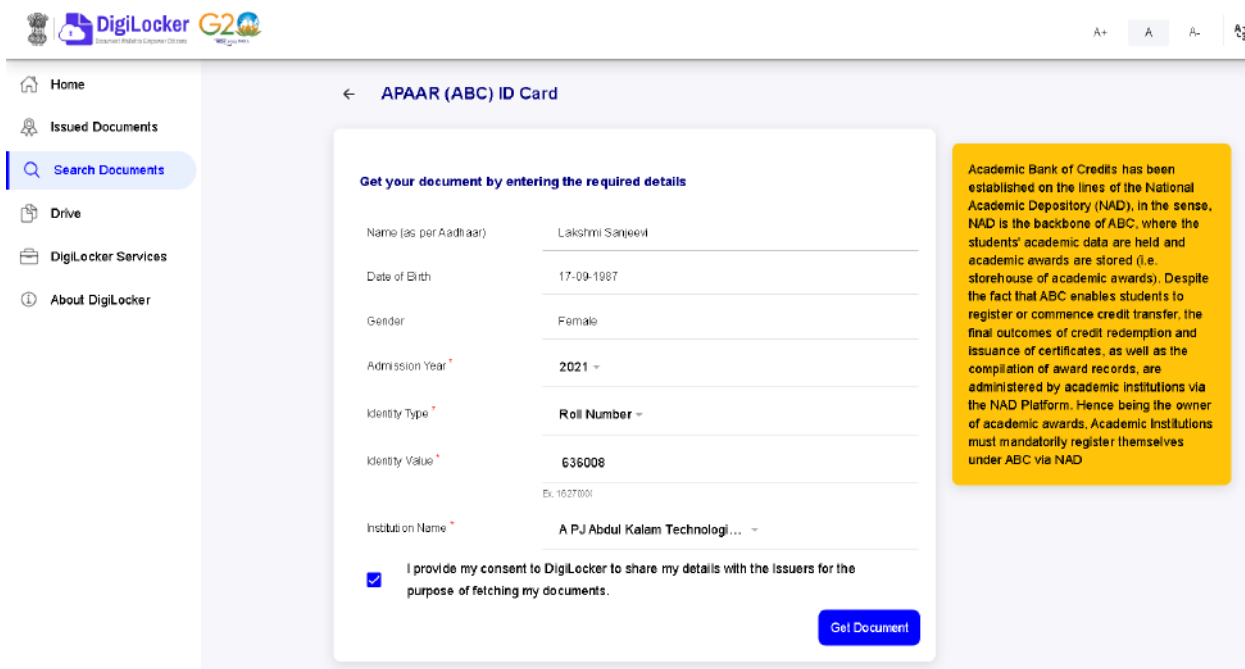 DigiLocker
Document Wallet to Empower Citizens
G20
A+ A A-
Home
Issued Documents
Search Documents
Drive
DigiLocker Services
About DigiLocker
← APAAR (ABC) ID Card
Get your document by entering the required details
Name (as per Aadhaar) Lakshmi Sanjeevi
Date of Birth 17-09-1987
Gender Female
Admission Year * 2021
Identity Type * Roll Number
Identity Value * 636008
Institution Name * A P J Abdul Kalam Technologi...
I provide my consent to DigiLocker to share my details with the Issuers for the
purpose of fetching my documents.
Get Document
Academic Bank of Credits has been
established on the lines of the National
Academic Depository (NAD), in the sense,
NAD is the backbone of ABC, where the
students' academic data are held and
academic awards are stored (i.e.
storehouse of academic awards). Despite
the fact that ABC enables students to
register or commence credit transfer, the
final outcomes of credit redemption and
issuance of certificates, as well as the
compilation of award records, are
administered by academic institutions via
the NAD Platform. Hence being the owner
of academic awards, Academic Institutions
must mandatorily register themselves
under ABC via NAD